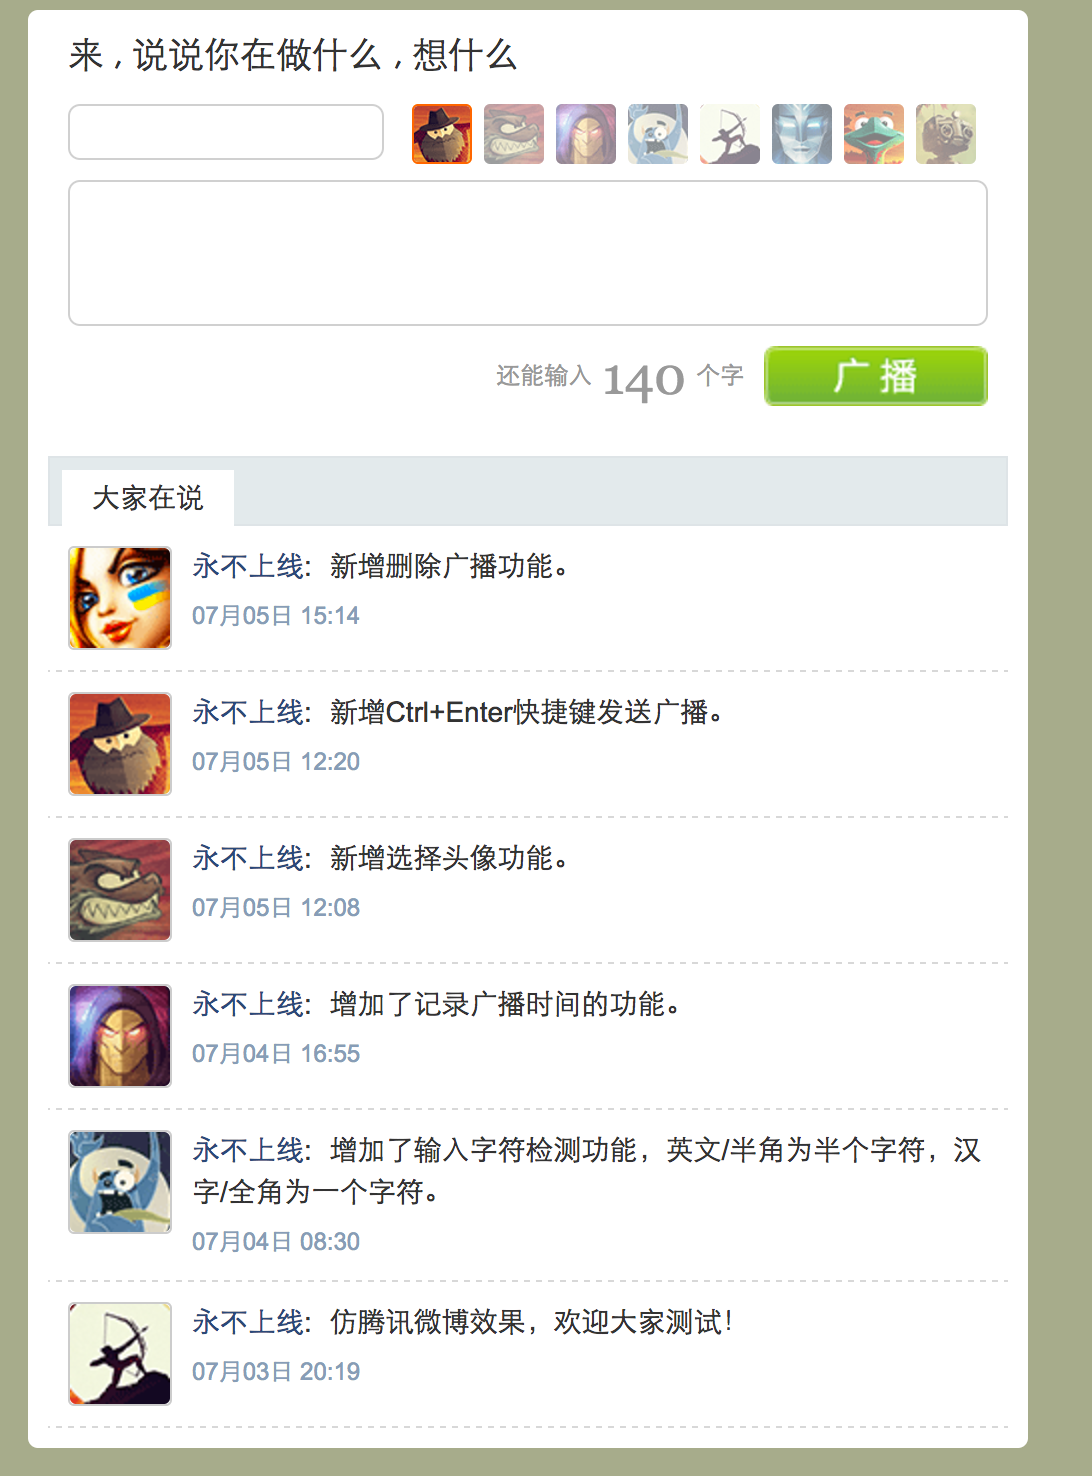 来，说说你在做什么，想什么
还能输入 140 个字
广 播
大家在说
永不上线：新增删除广播功能。
07月05日 15:14
永不上线：新增Ctrl+Enter快捷键发送广播。
07月05日 12:20
永不上线：新增选择头像功能。
07月05日 12:08
永不上线：增加了记录广播时间的功能。
07月04日 16:55
永不上线：增加了输入字符检测功能，英文/半角为半个字符，汉
字/全角为一个字符。
07月04日 08:30
永不上线：仿腾讯微博效果，欢迎大家测试！
07月03日 20:19